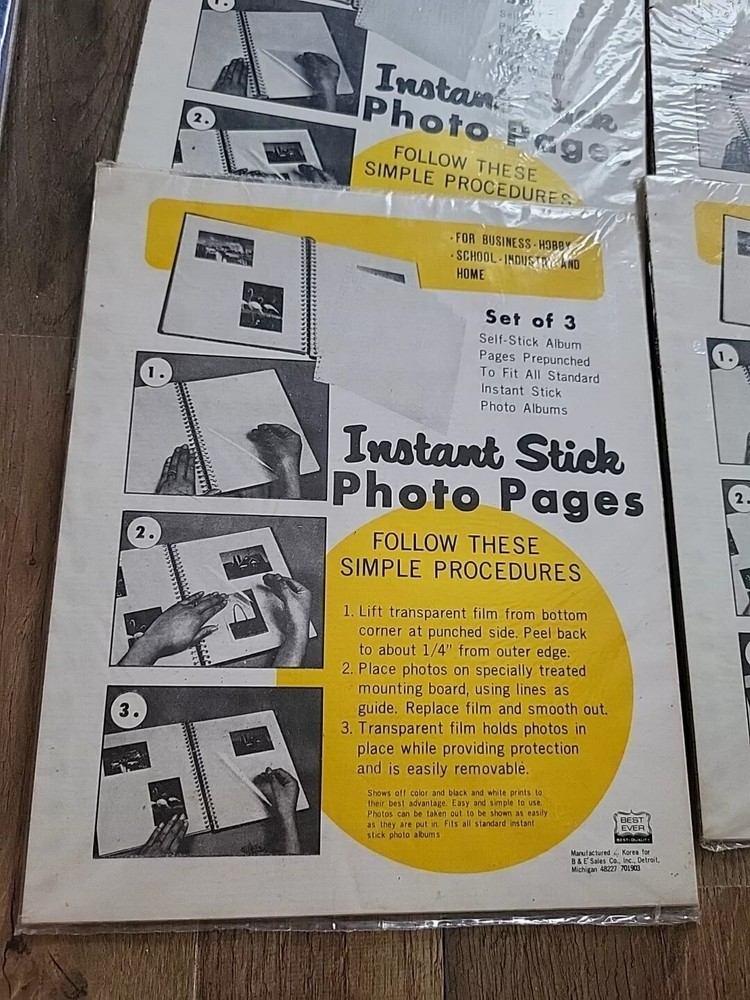 1.
2.
Instant Stick
Photo Pages
FOLLOW THESE
SIMPLE PROCEDURES
• FOR BUSINESS - HOBBY
• SCHOOL - INDUSTRY AND
HOME
Set of 3
Self-Stick Album
Pages Prepunched
To Fit All Standard
Instant Stick
Photo Albums
1.
Instant Stick
Photo Pages
2.
FOLLOW THESE
SIMPLE PROCEDURES
1. Lift transparent film from bottom
corner at punched side. Peel back
to about 1/4" from outer edge.
2. Place photos on specially treated
mounting board, using lines as
guide. Replace film and smooth out.
3. Transparent film holds photos in
place while providing protection
and is easily removable.
3.
Shows off color and black and white prints to
their best advantage. Easy and simple to use.
Photos can be taken out to be shown as easily
as they are put in. Fits all standard instant
stick photo albums
BEST
EVER
BEST-QUALITY
Manufactured Korea for
B & E Sales Co., Inc., Detroit,
Michigan 48227 701903
1.
2.